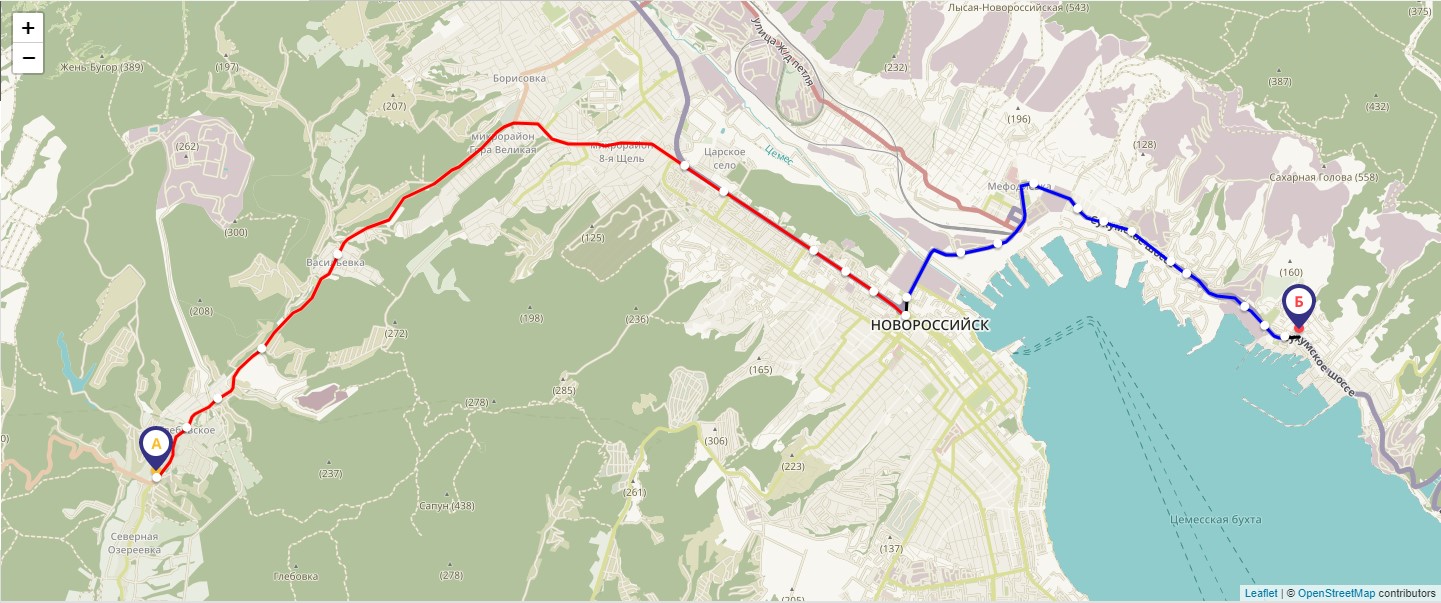 Лысая-Новороссийская (543)
(375)
+
−
улица Ж/д петля
Жень-Бугор (389)
(197)
Борисовка
(232)
(387)
(207)
(432)
(196)
микрорайон
Гора Великая
(262)
микрорайон
8-я Щель
Царское
село
Цемес
(128)
Мефодиевка
Сахарная Голова (558)
(300)
(125)
Сухумское шоссе
Васильевка
(160)
Б
(208)
(198)
(236)
НОВОРОССИЙСК
(272)
Сухумское шоссе
(165)
(285)
(278)
Глебовское
А
(306)
(237)
(223)
(261)
Сапун (438)
Цемесская бухта
Северная
Озереевка
(137)
Глебовка
(278)
(205)
Leaflet | © OpenStreetMap contributors